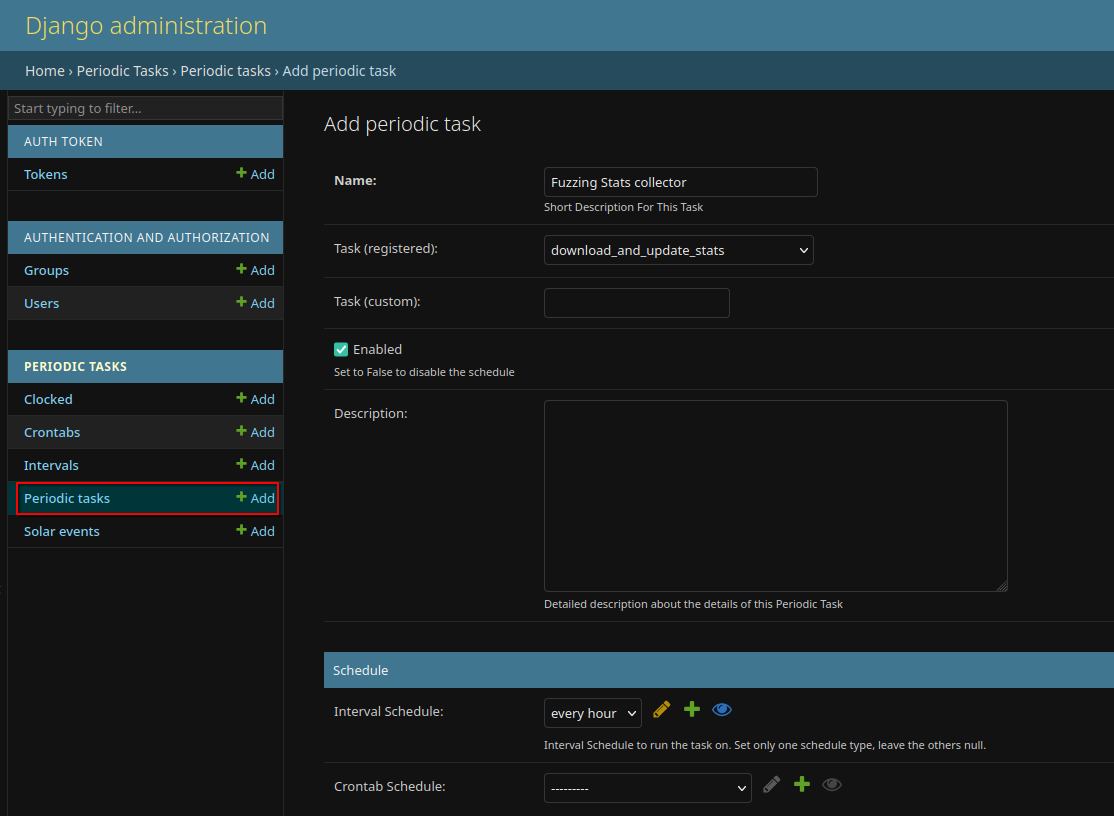 Django administration
Home › Periodic Tasks › Periodic tasks › Add periodic task
Start typing to filter...
AUTH TOKEN
Tokens
Add
AUTHENTICATION AND AUTHORIZATION
Groups
Add
Users
Add
PERIODIC TASKS
Clocked
Add
Crontabs
Add
Intervals
Add
Periodic tasks
Add
Solar events
Add
Add periodic task
Name:
Fuzzing Stats collector
Short Description For This Task
Task (registered):
download_and_update_stats
Task (custom):
Enabled
Set to False to disable the schedule
Description:
Detailed description about the details of this Periodic Task
Schedule
Interval Schedule:
every hour
Interval Schedule to run the task on. Set only one schedule type, leave the others null.
Crontab Schedule:
---------